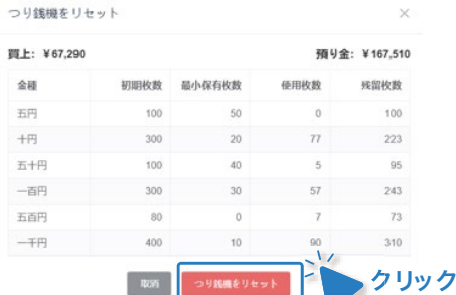 つり銭機をリセット ×
買上: ¥67,290 預り金: ¥167,510
金種 初期枚数 最小保有枚数 使用枚数 残留枚数
五円 100 50 0 100
十円 300 20 77 223
五十円 100 40 5 95
一百円 300 30 57 243
五百円 80 0 7 73
一千円 400 10 90 310
取消 つり銭機をリセット クリック